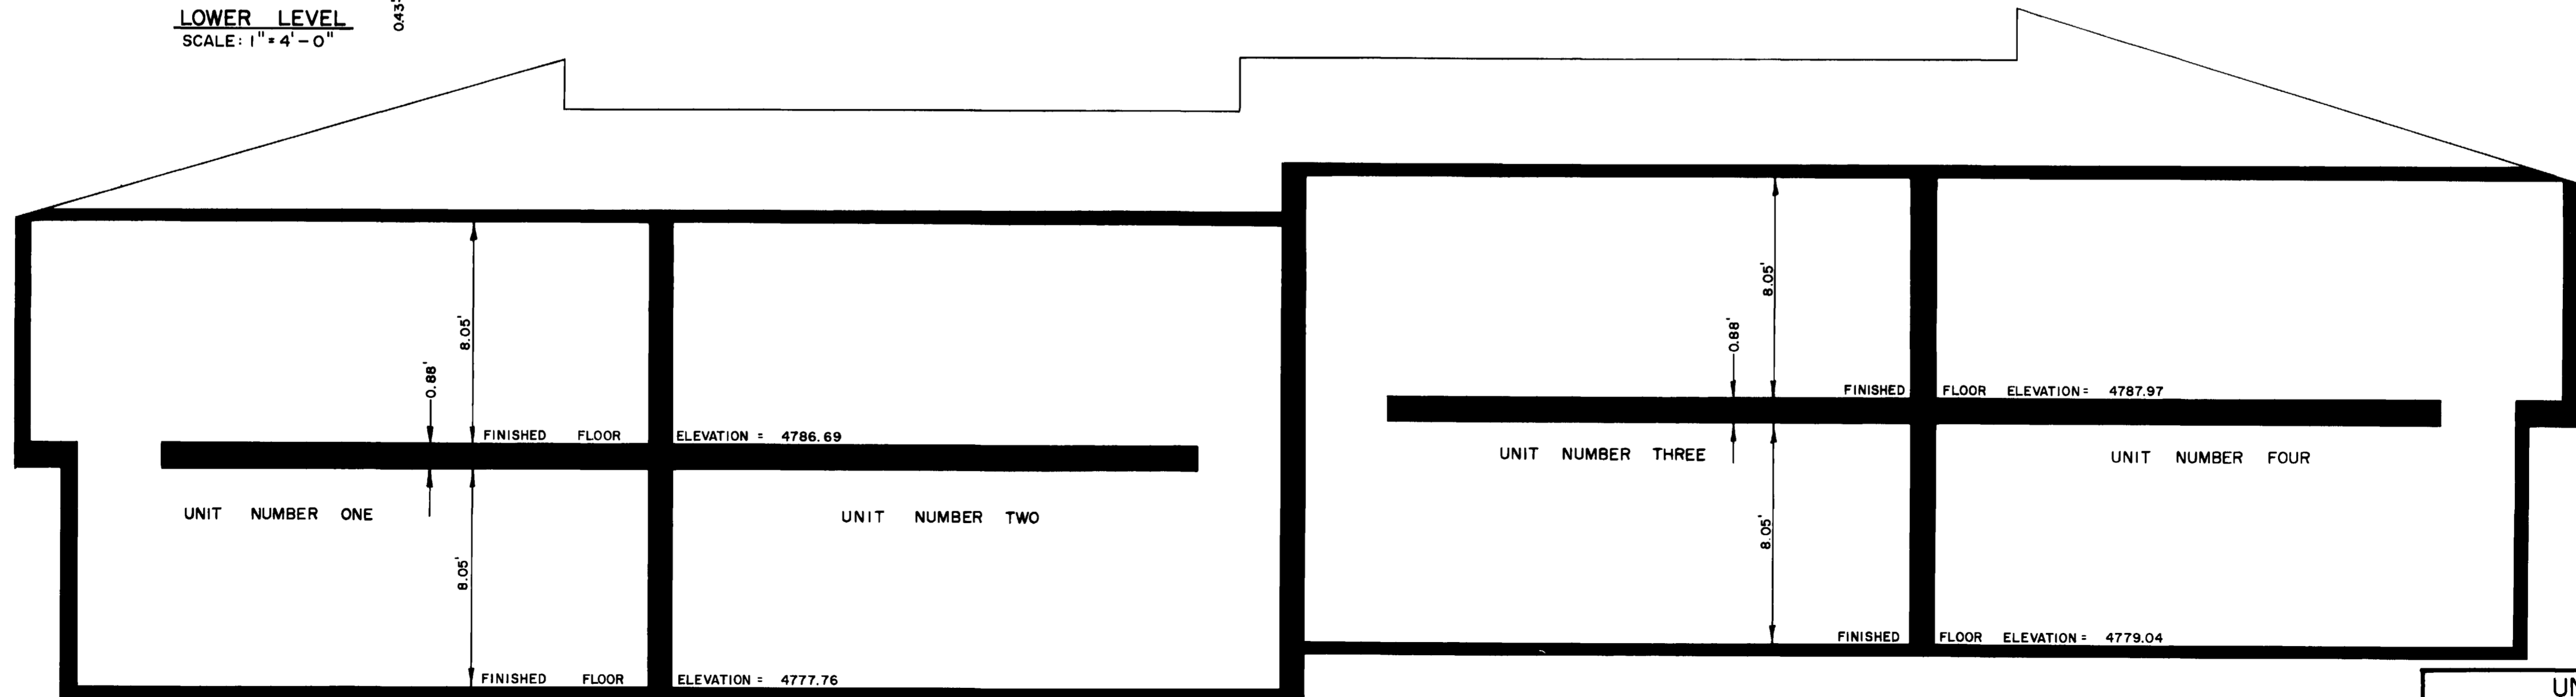 LOWER LEVEL
SCALE: 1" = 4' - 0"
0.43'
8.05'
0.88'
8.05'
0.88'
FINISHED FLOOR ELEVATION = 4787.97
FINISHED FLOOR ELEVATION = 4786.69
UNIT NUMBER THREE
UNIT NUMBER FOUR
UNIT NUMBER ONE
UNIT NUMBER TWO
8.05'
8.05'
FINISHED FLOOR ELEVATION = 4779.04
FINISHED FLOOR ELEVATION = 4777.76